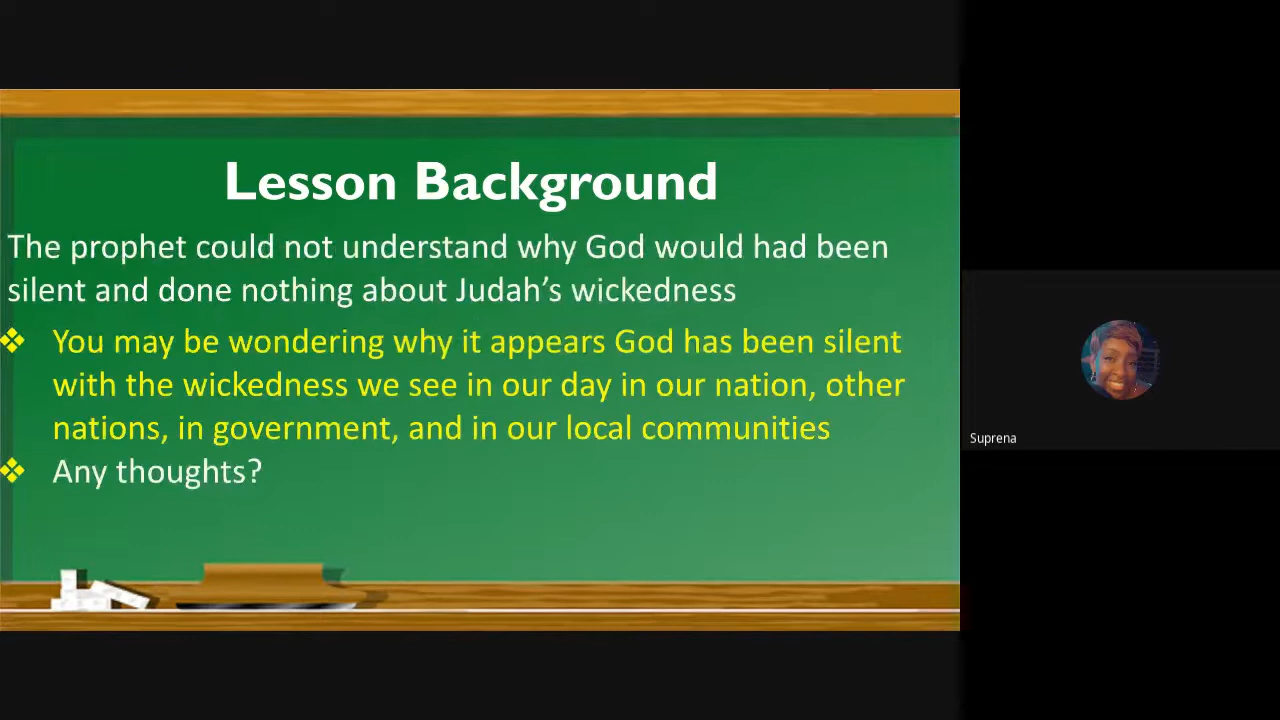 Lesson Background
The prophet could not understand why God would had been
silent and done nothing about Judah’s wickedness
You may be wondering why it appears God has been silent
with the wickedness we see in our day in our nation, other
nations, in government, and in our local communities
Any thoughts?
Suprena